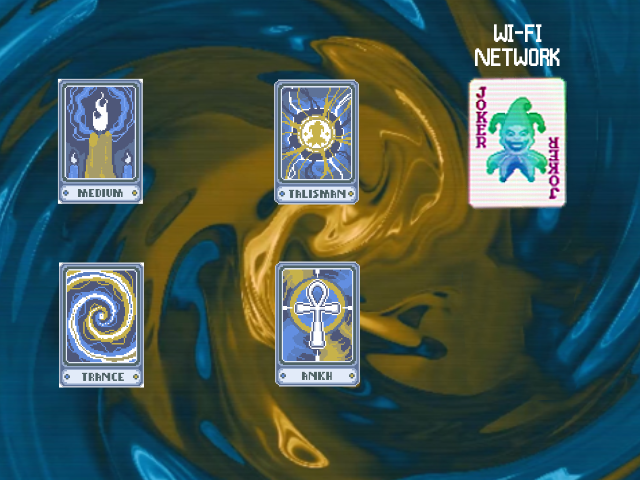 WI-FI
NETWORK
MEDIUM
TALISMAN
JOKER
JOKER
TRANCE
ANKH